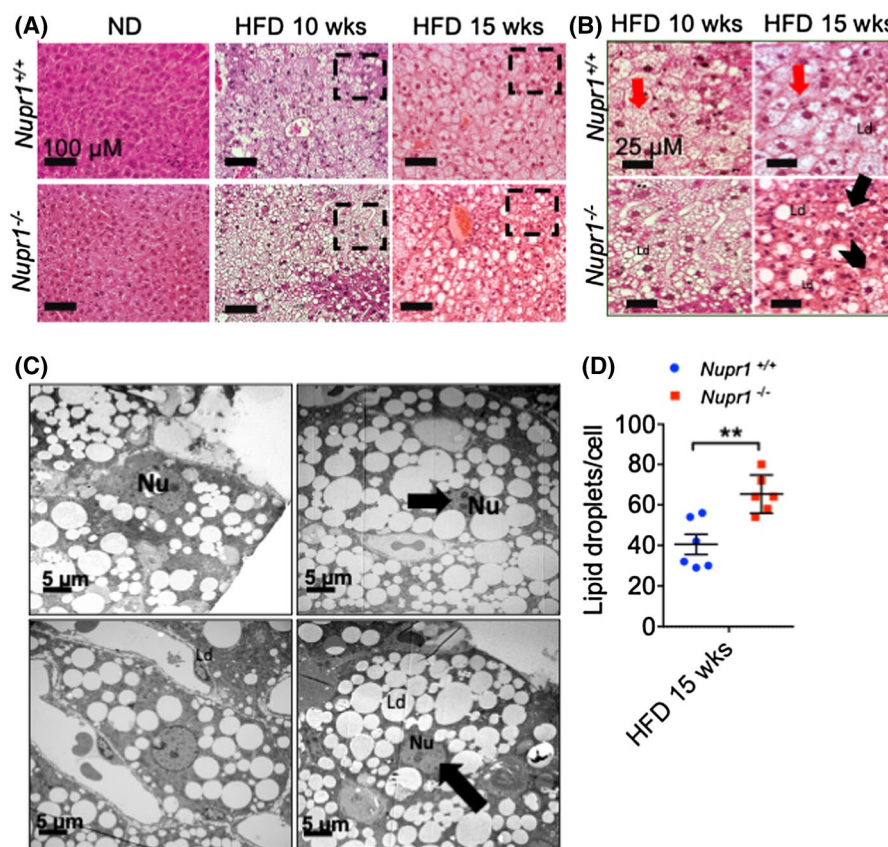 (A)
ND
HFD 10 wks
HFD 15 wks
Nupr1+/+
100 µM
Nupr1-/-
(B)
HFD 10 wks
HFD 15 wks
Nupr1+/+
25 µM
Ld
Nupr1-/-
Ld
Ld
Ld
(C)
Nu
5 µm
Nu
5 µm
Ld
5 µm
Ld
Nu
5 µm
(D)
Nupr1 +/+
Nupr1 -/-
Lipid droplets/cell
100
80
60
40
20
0
**
HFD 15 wks